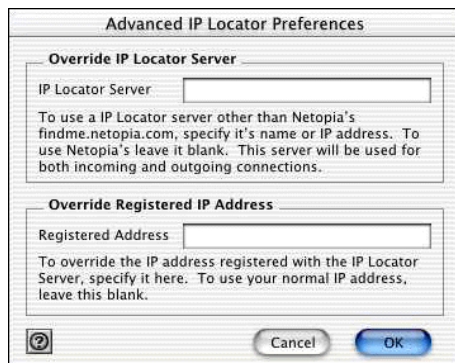 Advanced IP Locator Preferences
Override IP Locator Server
IP Locator Server
To use a IP Locator server other than Netopia's
findme.netopia.com, specify it's name or IP address. To
use Netopia's leave it blank. This server will be used for
both incoming and outgoing connections.
Override Registered IP Address
Registered Address
To override the IP address registered with the IP Locator
Server, specify it here. To use your normal IP address,
leave this blank.
?
Cancel
OK